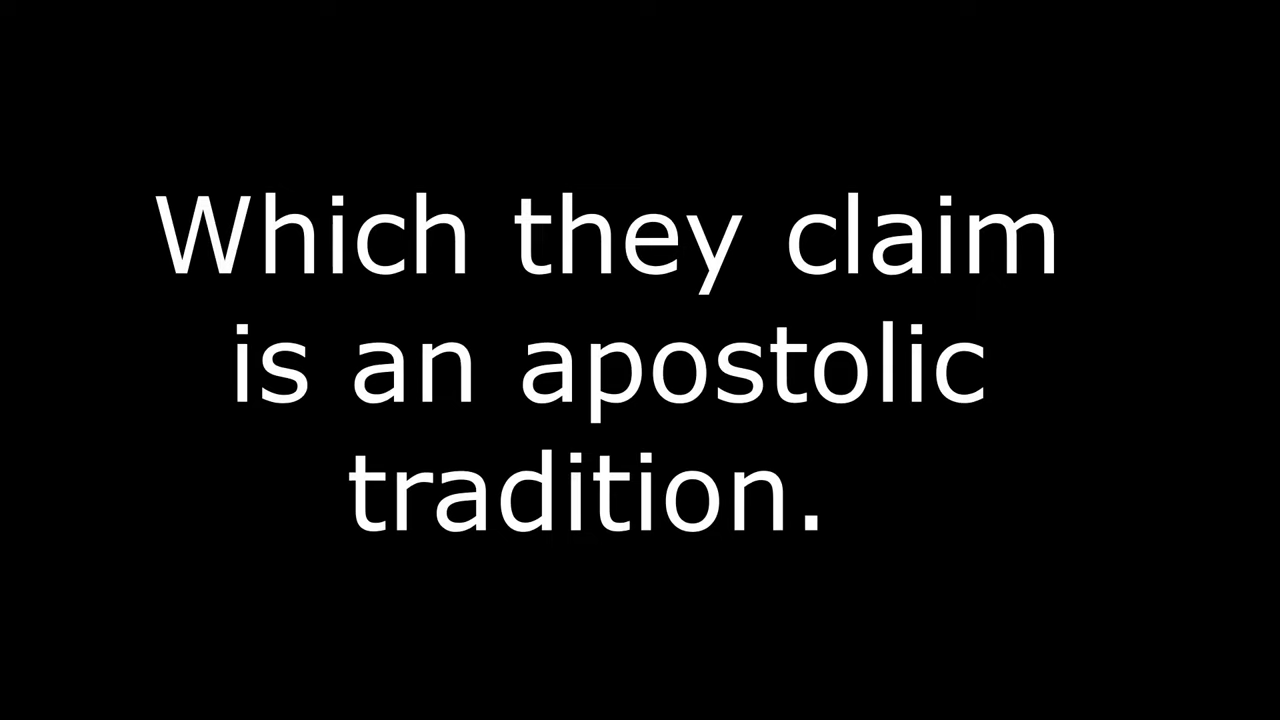 Which they claim
is an apostolic
tradition.